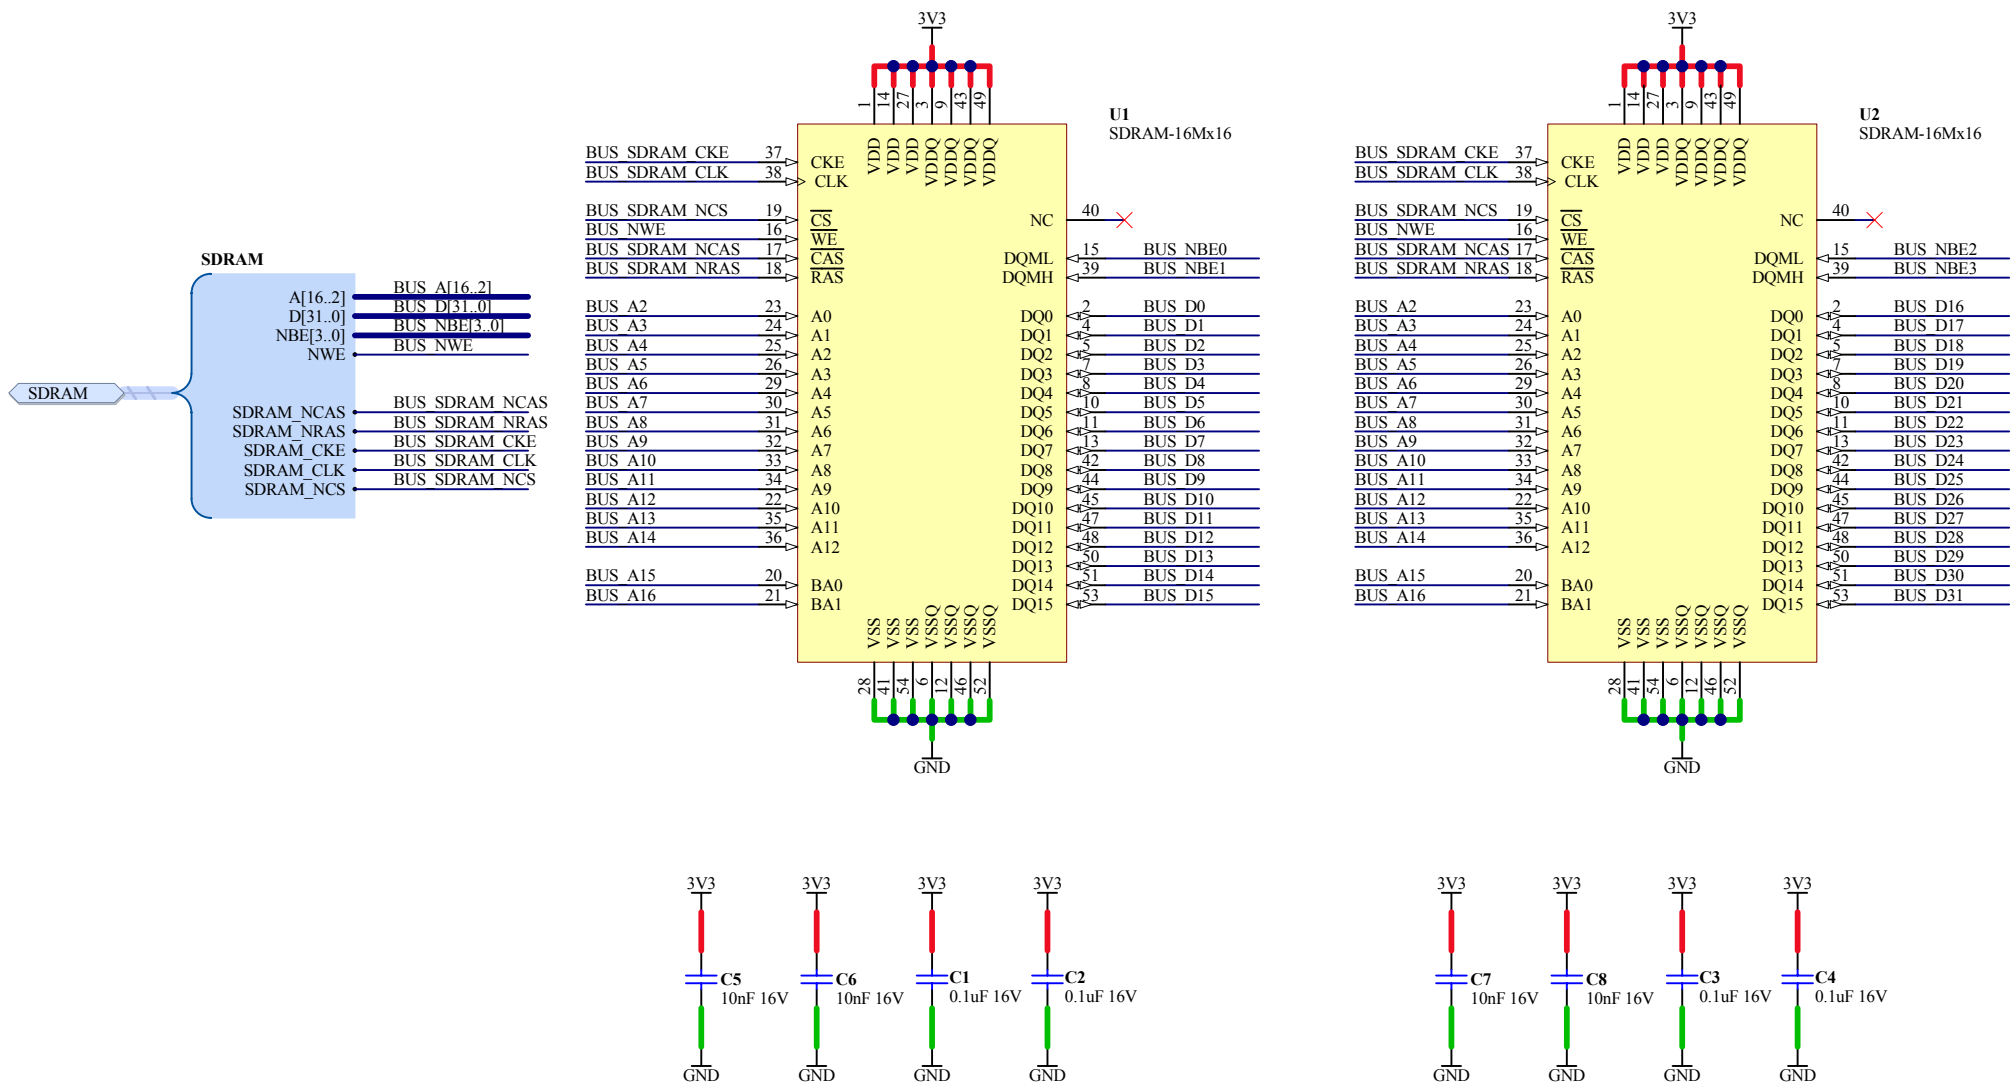 SDRAM
SDRAM
A[16..2] BUS_A[16..2]
D[31..0] BUS_D[31..0]
NBE[3..0] BUS_NBE[3..0]
NWE BUS_NWE
SDRAM_NCAS BUS_SDRAM_NCAS
SDRAM_NRAS BUS_SDRAM_NRAS
SDRAM_CKE BUS_SDRAM_CKE
SDRAM_CLK BUS_SDRAM_CLK
SDRAM_NCS BUS_SDRAM_NCS
3V3
1 14 27 3 9 43 49
VDD VDD VDD VDDQ VDDQ VDDQ VDDQ
U1
SDRAM-16Mx16
BUS_SDRAM_CKE 37 CKE
BUS_SDRAM_CLK 38 CLK
BUS_SDRAM_NCS 19 CS NC 40
BUS_NWE 16 WE
BUS_SDRAM_NCAS 17 CAS DQML 15 BUS_NBE0
BUS_SDRAM_NRAS 18 RAS DQMH 39 BUS_NBE1
BUS_A2 23 A0 DQ0 2 BUS_D0
BUS_A3 24 A1 DQ1 4 BUS_D1
BUS_A4 25 A2 DQ2 5 BUS_D2
BUS_A5 26 A3 DQ3 7 BUS_D3
BUS_A6 29 A4 DQ4 8 BUS_D4
BUS_A7 30 A5 DQ5 10 BUS_D5
BUS_A8 31 A6 DQ6 11 BUS_D6
BUS_A9 32 A7 DQ7 13 BUS_D7
BUS_A10 33 A8 DQ8 42 BUS_D8
BUS_A11 34 A9 DQ9 44 BUS_D9
BUS_A12 22 A10 DQ10 45 BUS_D10
BUS_A13 35 A11 DQ11 47 BUS_D11
BUS_A14 36 A12 DQ12 48 BUS_D12
DQ13 50 BUS_D13
BUS_A15 20 BA0 DQ14 51 BUS_D14
BUS_A16 21 BA1 DQ15 53 BUS_D15
VSS VSS VSS VSSQ VSSQ VSSQ VSSQ
28 41 54 6 12 46 52
GND
3V3
1 14 27 3 9 43 49
VDD VDD VDD VDDQ VDDQ VDDQ VDDQ
U2
SDRAM-16Mx16
BUS_SDRAM_CKE 37 CKE
BUS_SDRAM_CLK 38 CLK
BUS_SDRAM_NCS 19 CS NC 40
BUS_NWE 16 WE
BUS_SDRAM_NCAS 17 CAS DQML 15 BUS_NBE2
BUS_SDRAM_NRAS 18 RAS DQMH 39 BUS_NBE3
BUS_A2 23 A0 DQ0 2 BUS_D16
BUS_A3 24 A1 DQ1 4 BUS_D17
BUS_A4 25 A2 DQ2 5 BUS_D18
BUS_A5 26 A3 DQ3 7 BUS_D19
BUS_A6 29 A4 DQ4 8 BUS_D20
BUS_A7 30 A5 DQ5 10 BUS_D21
BUS_A8 31 A6 DQ6 11 BUS_D22
BUS_A9 32 A7 DQ7 13 BUS_D23
BUS_A10 33 A8 DQ8 42 BUS_D24
BUS_A11 34 A9 DQ9 44 BUS_D25
BUS_A12 22 A10 DQ10 45 BUS_D26
BUS_A13 35 A11 DQ11 47 BUS_D27
BUS_A14 36 A12 DQ12 48 BUS_D28
DQ13 50 BUS_D29
BUS_A15 20 BA0 DQ14 51 BUS_D30
BUS_A16 21 BA1 DQ15 53 BUS_D31
VSS VSS VSS VSSQ VSSQ VSSQ VSSQ
28 41 54 6 12 46 52
GND
3V3 3V3 3V3 3V3 3V3 3V3 3V3 3V3
C5 C6 C1 C2 C7 C8 C3 C4
10nF 16V 10nF 16V 0.1uF 16V 0.1uF 16V 10nF 16V 10nF 16V 0.1uF 16V 0.1uF 16V
GND GND GND GND GND GND GND GND